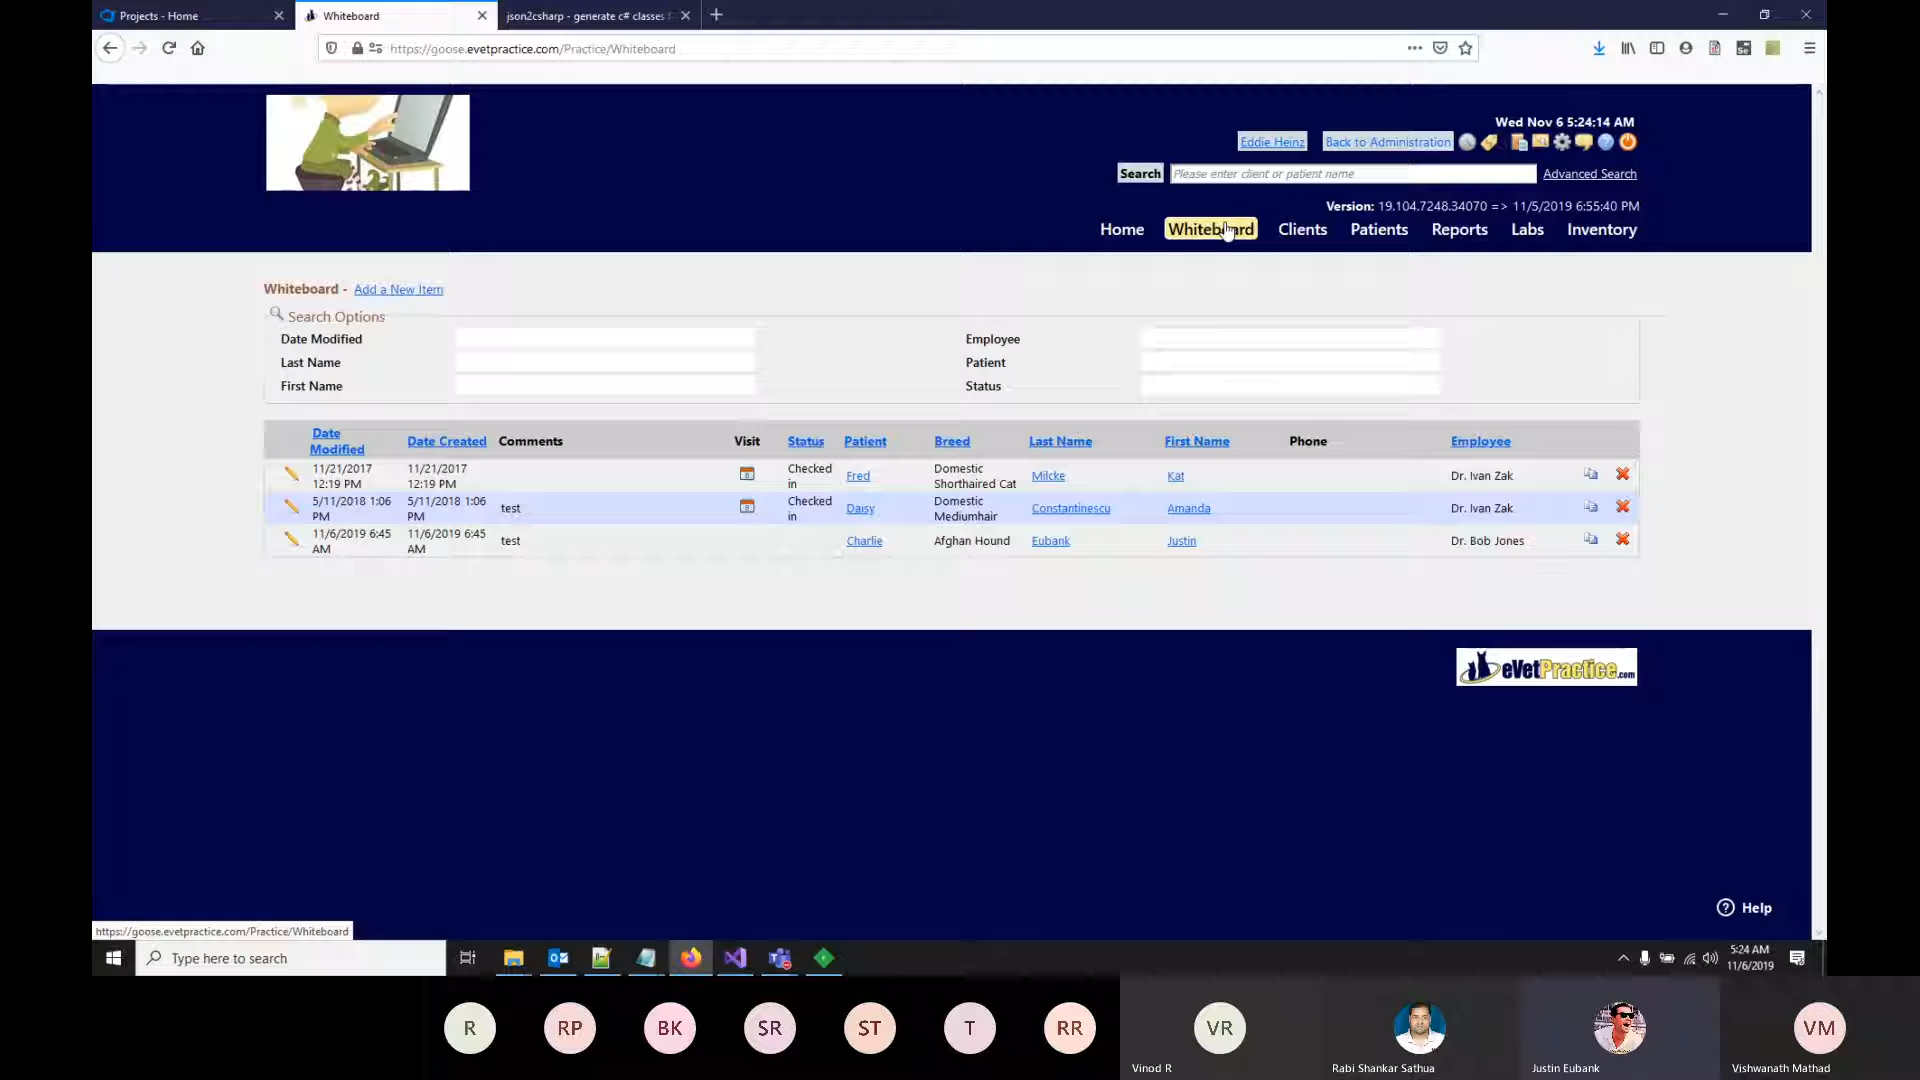 Projects - Home
Whiteboard
json2csharp - generate c# classes f
https://goose.evetpractice.com/Practice/Whiteboard
Wed Nov 6 5:24:14 AM
Eddie Heinz Back to Administration
Search Please enter client or patient name Advanced Search
Version: 19.104.7248.34070 => 11/5/2019 6:55:40 PM
Home Whiteboard Clients Patients Reports Labs Inventory
Whiteboard - Add a New Item
Search Options
Date Modified Employee
Last Name Patient
First Name Status
Date Modified Date Created Comments Visit Status Patient Breed Last Name First Name Phone Employee
11/21/2017 12:19 PM 11/21/2017 12:19 PM Checked in Fred Domestic Shorthaired Cat Milcke Kat Dr. Ivan Zak
5/11/2018 1:06 PM 5/11/2018 1:06 PM test Checked in Daisy Domestic Mediumhair Constantinescu Amanda Dr. Ivan Zak
11/6/2019 6:45 AM 11/6/2019 6:45 AM test Charlie Afghan Hound Eubank Justin Dr. Bob Jones
eVetPractice.com
Help
https://goose.evetpractice.com/Practice/Whiteboard
Type here to search
5:24 AM
11/6/2019
R RP BK SR ST T RR VR VM
Vinod R Rabi Shankar Sathua Justin Eubank Vishwanath Mathad